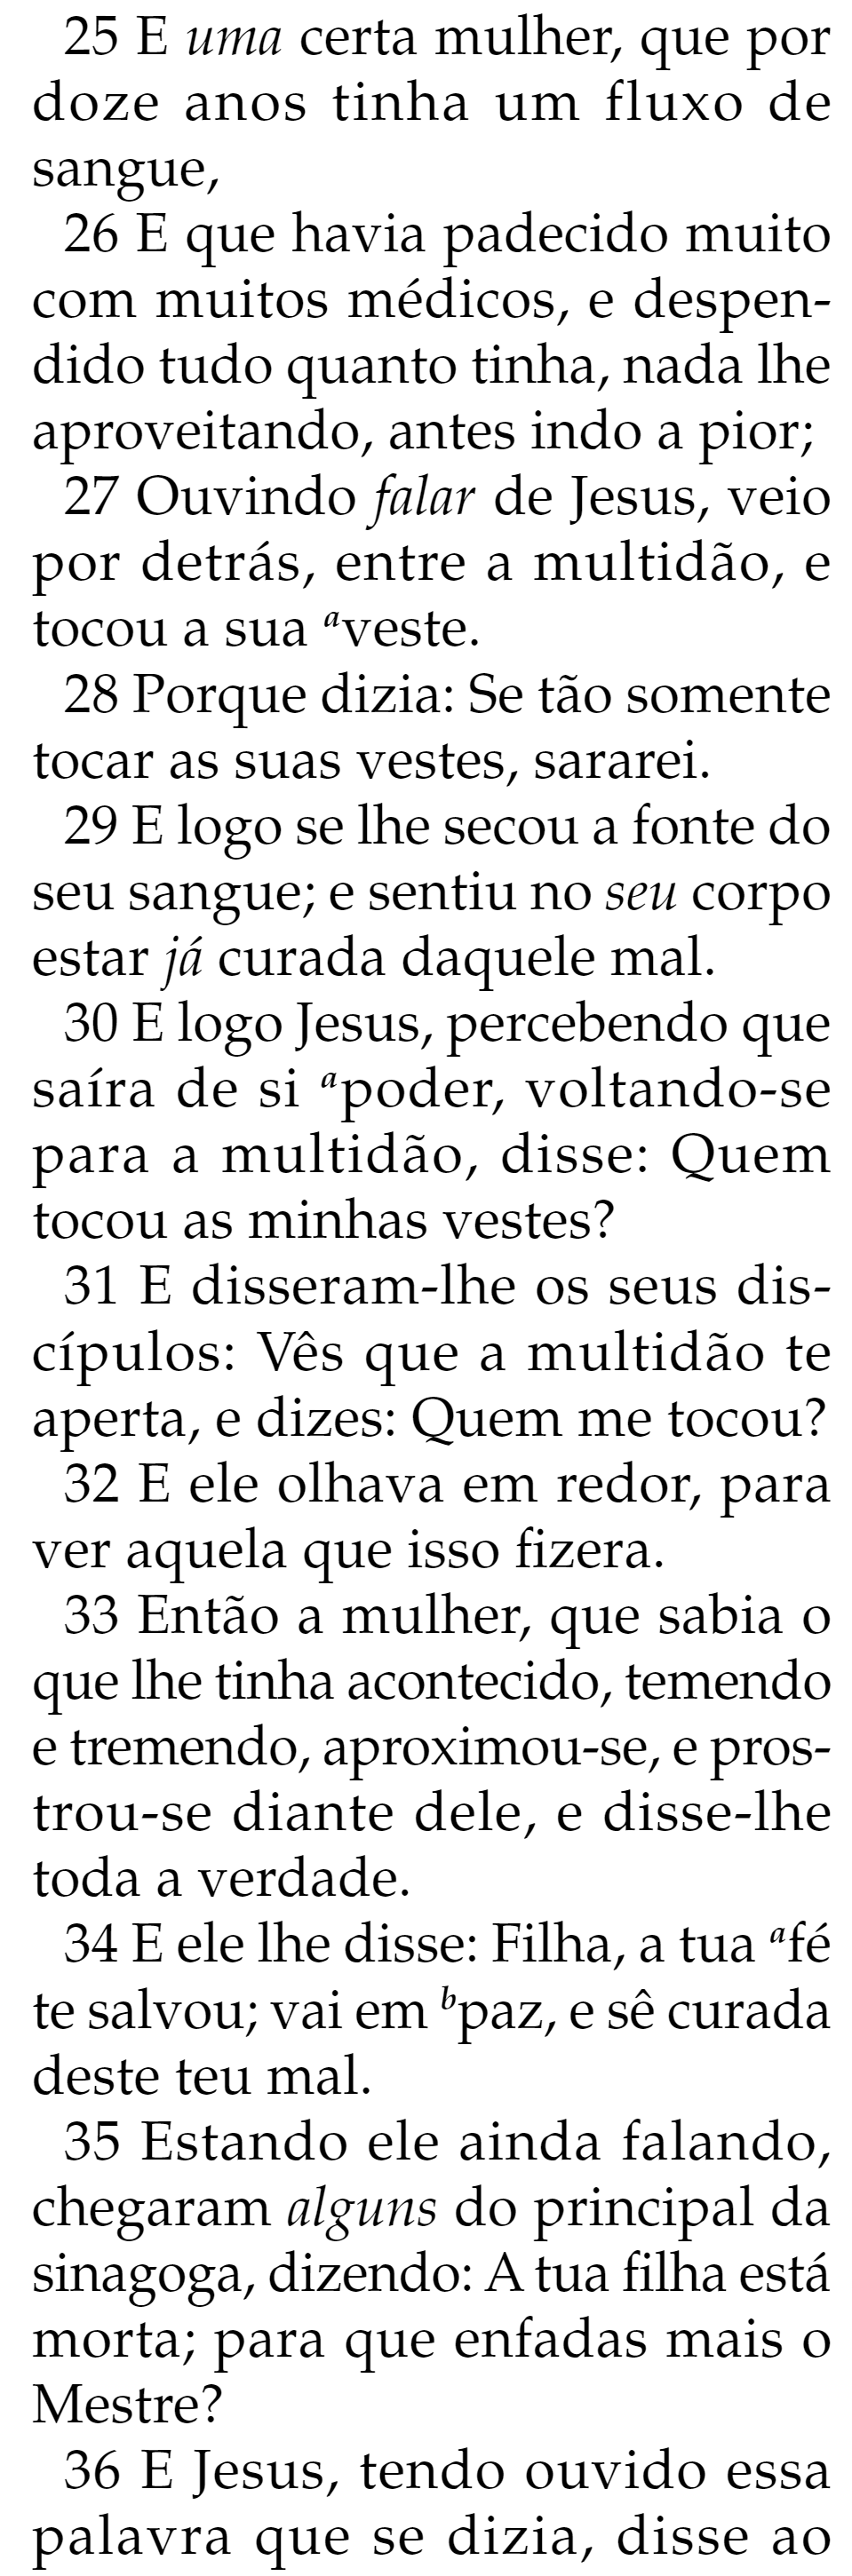 25 E uma certa mulher, que por
doze anos tinha um fluxo de
sangue,
26 E que havia padecido muito
com muitos médicos, e despen-
dido tudo quanto tinha, nada lhe
aproveitando, antes indo a pior;
27 Ouvindo falar de Jesus, veio
por detrás, entre a multidão, e
tocou a sua aveste.
28 Porque dizia: Se tão somente
tocar as suas vestes, sararei.
29 E logo se lhe secou a fonte do
seu sangue; e sentiu no seu corpo
estar já curada daquele mal.
30 E logo Jesus, percebendo que
saíra de si apoder, voltando-se
para a multidão, disse: Quem
tocou as minhas vestes?
31 E disseram-lhe os seus dis-
cípulos: Vês que a multidão te
aperta, e dizes: Quem me tocou?
32 E ele olhava em redor, para
ver aquela que isso fizera.
33 Então a mulher, que sabia o
que lhe tinha acontecido, temendo
e tremendo, aproximou-se, e pros-
trou-se diante dele, e disse-lhe
toda a verdade.
34 E ele lhe disse: Filha, a tua afé
te salvou; vai em bpaz, e sê curada
deste teu mal.
35 Estando ele ainda falando,
chegaram alguns do principal da
sinagoga, dizendo: A tua filha está
morta; para que enfadas mais o
Mestre?
36 E Jesus, tendo ouvido essa
palavra que se dizia, disse ao